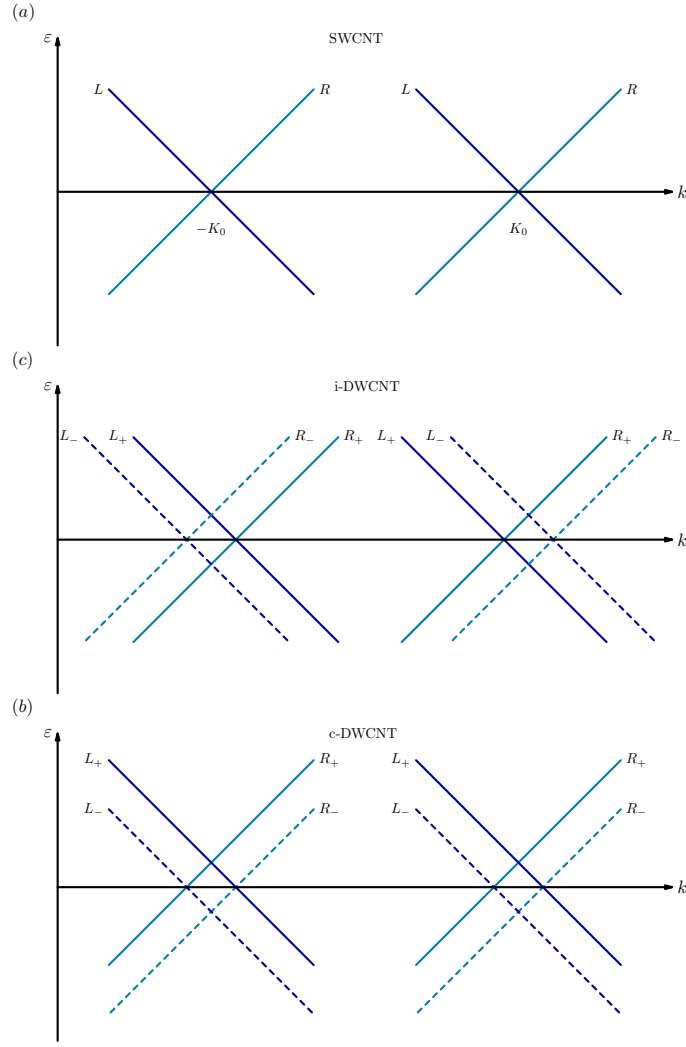 (a)
SWCNT
ε
L R L R
k
−K₀ K₀
(c)
i-DWCNT
ε
L₋ L₊ R₋ R₊ L₊ L₋ R₊ R₋
k
(b)
c-DWCNT
ε
L₊ R₊ L₊ R₊
L₋ R₋ L₋ R₋
k